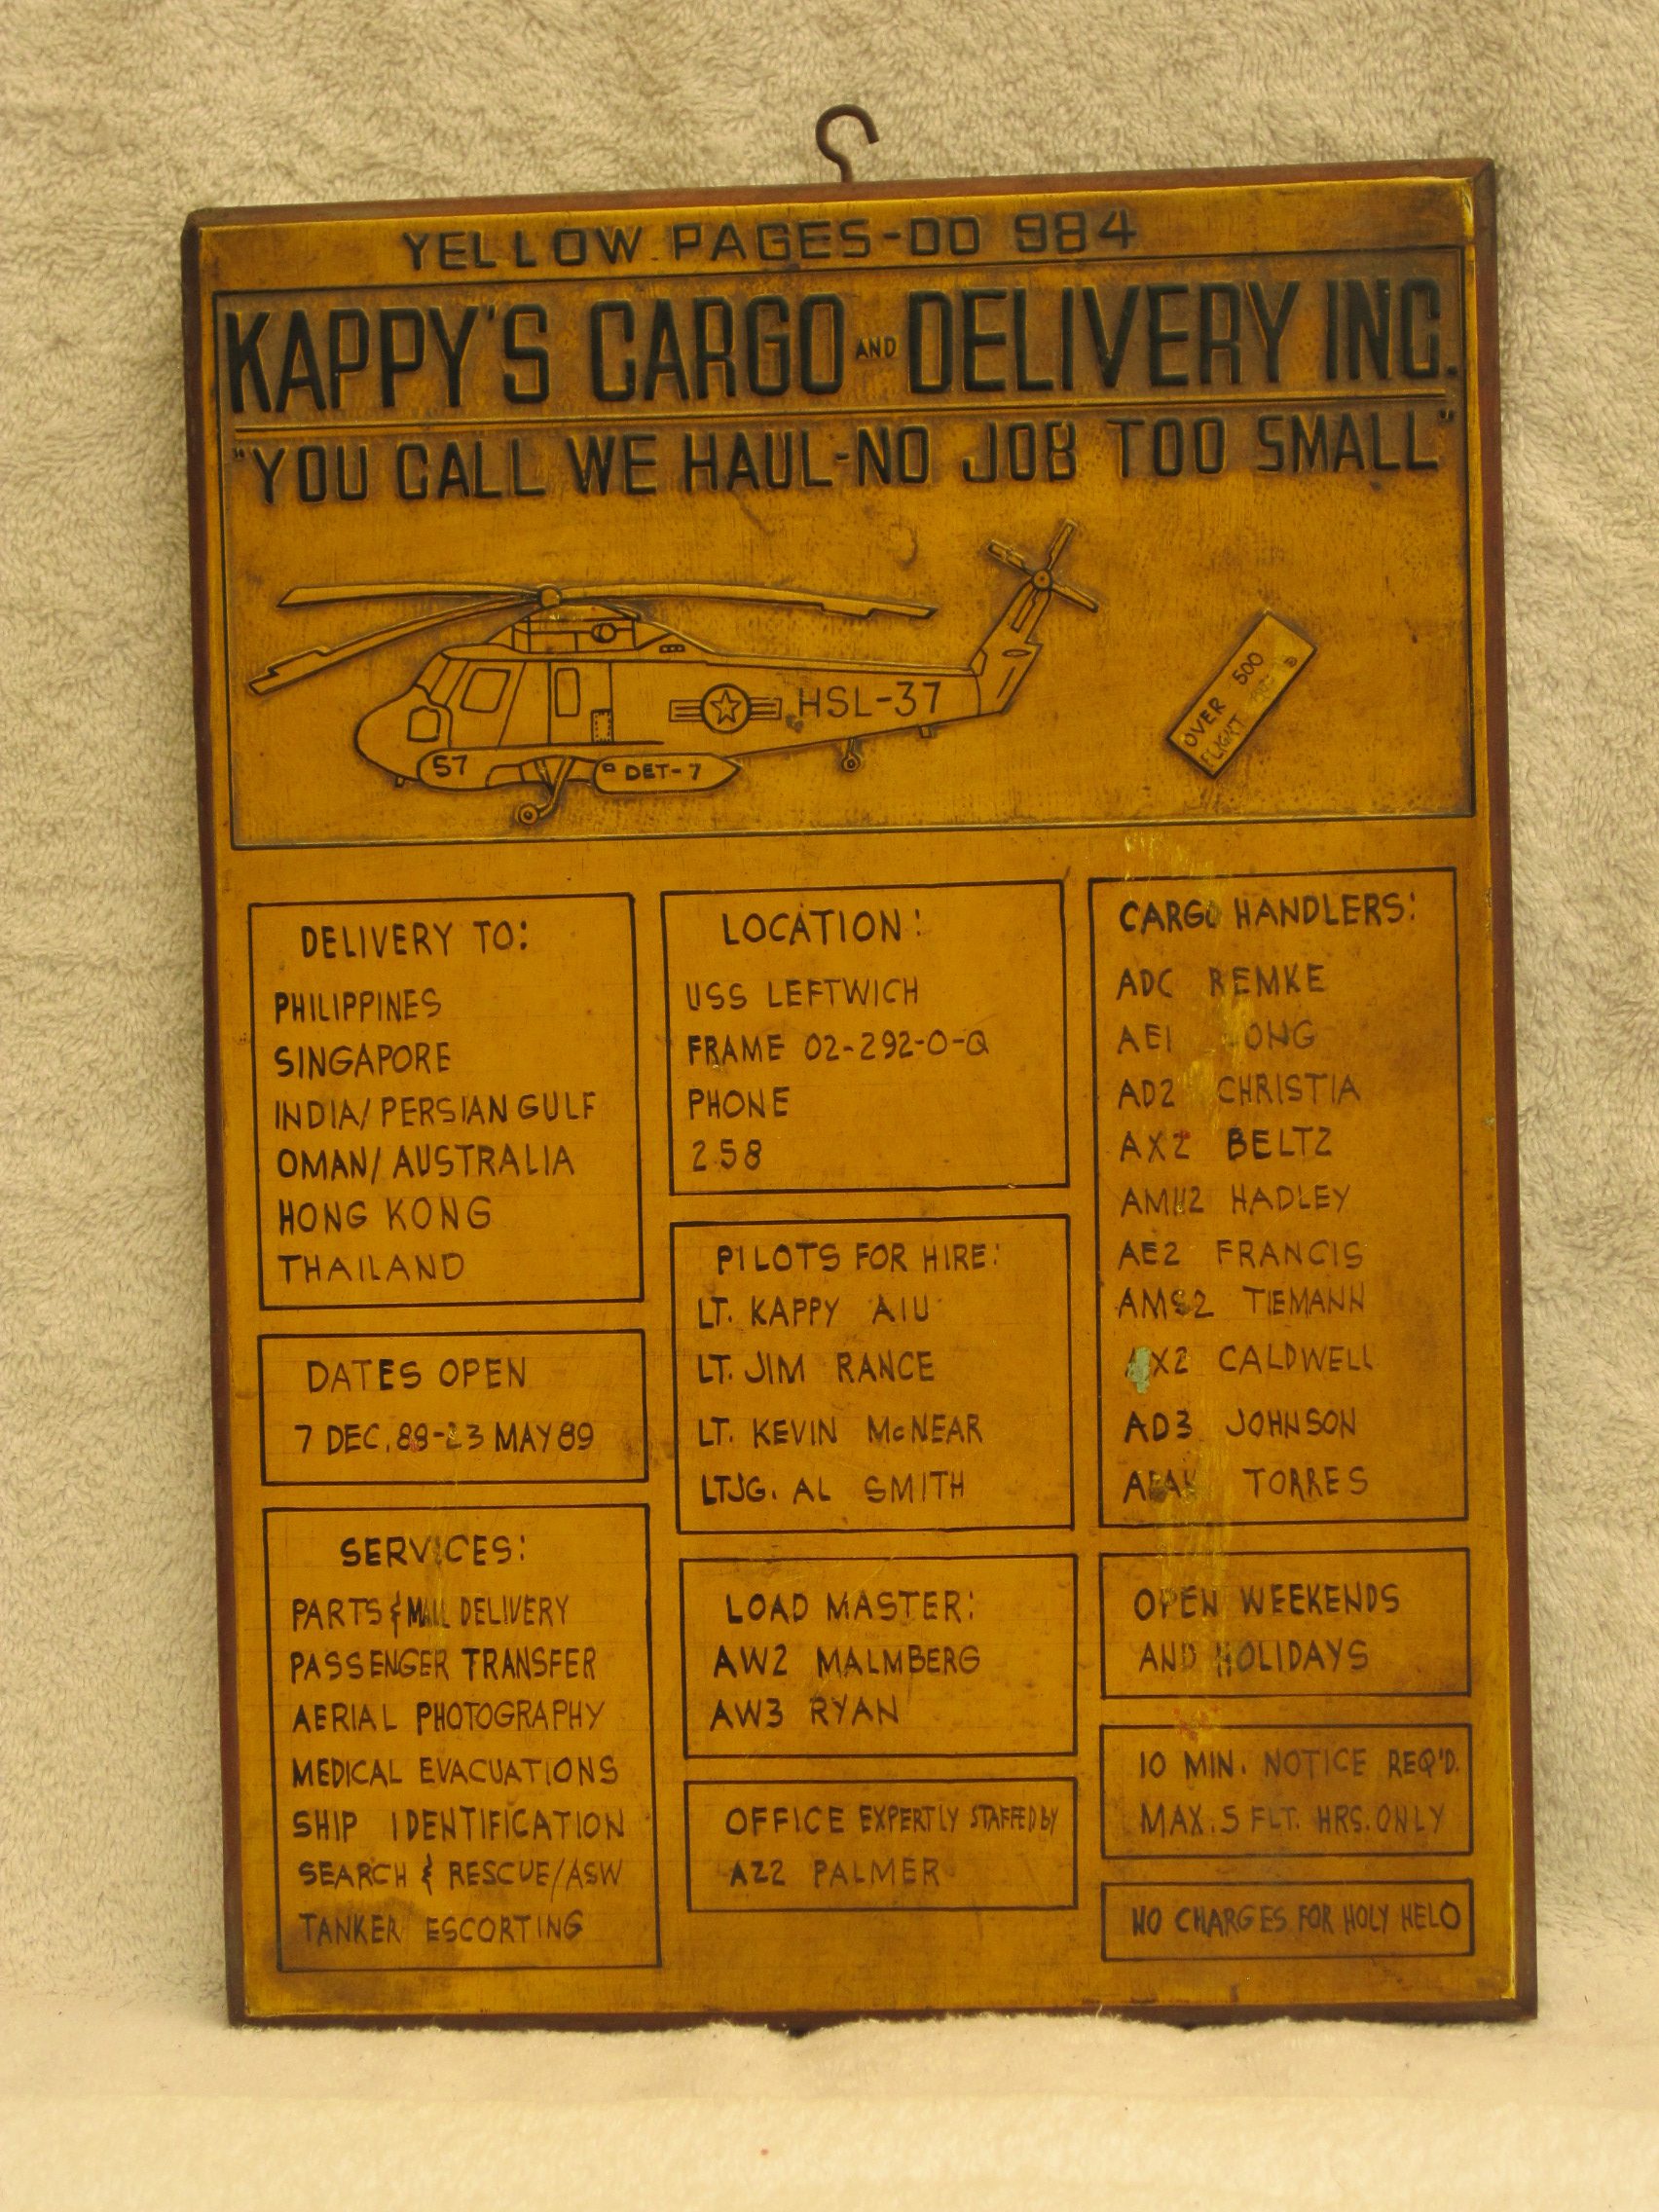 YELLOW PAGES-DD 984
KAPPY'S CARGO AND DELIVERY INC.
"YOU CALL WE HAUL-NO JOB TOO SMALL"
HSL-37
57
DET-7
OVER 500
FLIGHT
DELIVERY TO:
PHILIPPINES
SINGAPORE
INDIA/PERSIAN GULF
OMAN/AUSTRALIA
HONG KONG
THAILAND
DATES OPEN
7 DEC. 88-23 MAY 89
SERVICES:
PARTS & MAIL DELIVERY
PASSENGER TRANSFER
AERIAL PHOTOGRAPHY
MEDICAL EVACUATIONS
SHIP IDENTIFICATION
SEARCH & RESCUE/ASW
TANKER ESCORTING
LOCATION:
USS LEFTWICH
FRAME 02-292-0-Q
PHONE
258
PILOTS FOR HIRE:
LT. KAPPY AIU
LT. JIM RANCE
LT. KEVIN McNEAR
LTJG. AL SMITH
LOAD MASTER:
AW2 MALMBERG
AW3 RYAN
OFFICE EXPERTLY STAFFED BY
AZ2 PALMER
CARGO HANDLERS:
ADC REMKE
AE1
AD2 CHRISTIA
AX2 BELTZ
AMH2 HADLEY
AE2 FRANCIS
AMS2 TIEMANN
AX2 CALDWELL
AD3 JOHNSON
TORRES
OPEN WEEKENDS
AND HOLIDAYS
10 MIN. NOTICE REQ'D.
MAX. 5 FLT. HRS. ONLY
NO CHARGES FOR HOLY HELO